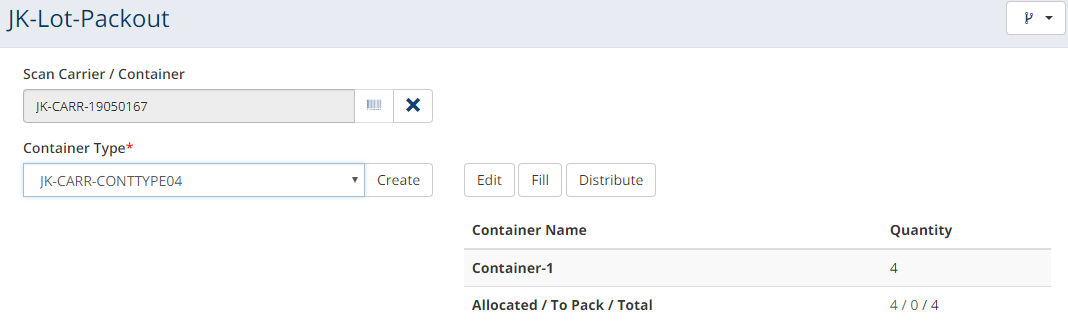 JK-Lot-Packout
Scan Carrier / Container
JK-CARR-19050167
Container Type*
JK-CARR-CONTTYPE04
Create
Edit
Fill
Distribute
Container Name Quantity
Container-1 4
Allocated / To Pack / Total 4 / 0 / 4